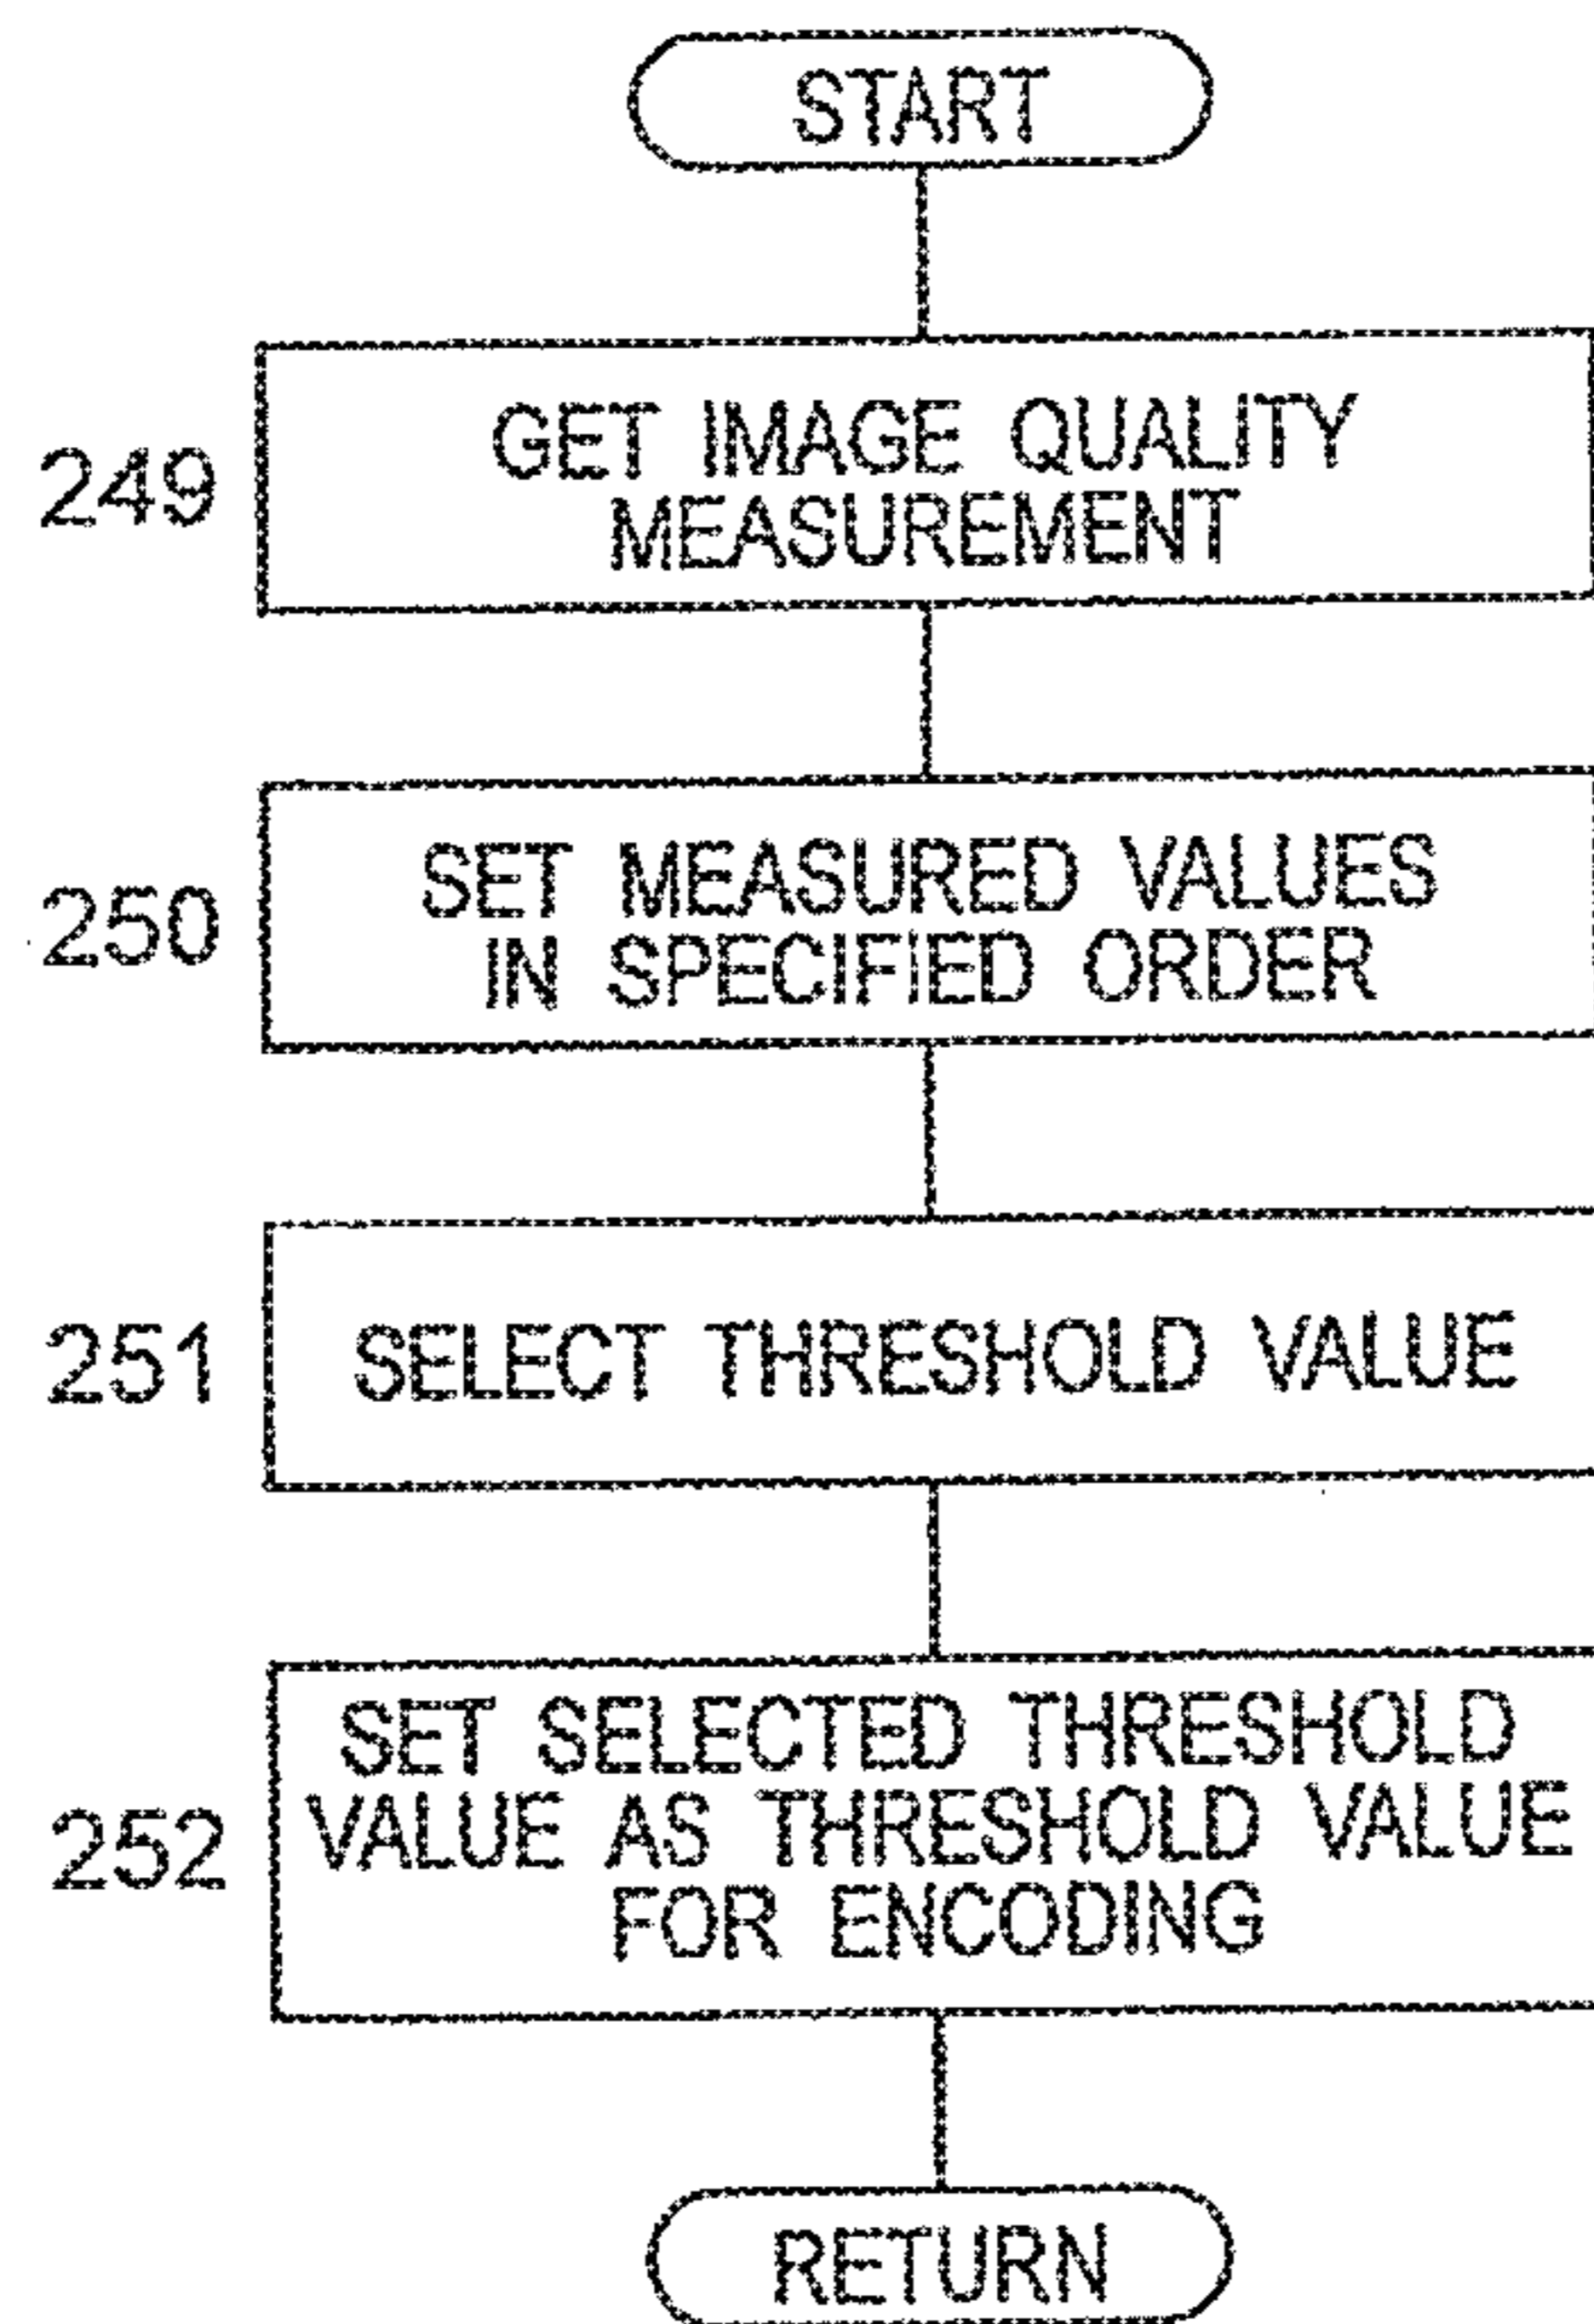 START
249
GET IMAGE QUALITY
MEASUREMENT
250
SET MEASURED VALUES
IN SPECIFIED ORDER
251
SELECT THRESHOLD VALUE
252
SET SELECTED THRESHOLD
VALUE AS THRESHOLD VALUE
FOR ENCODING
RETURN